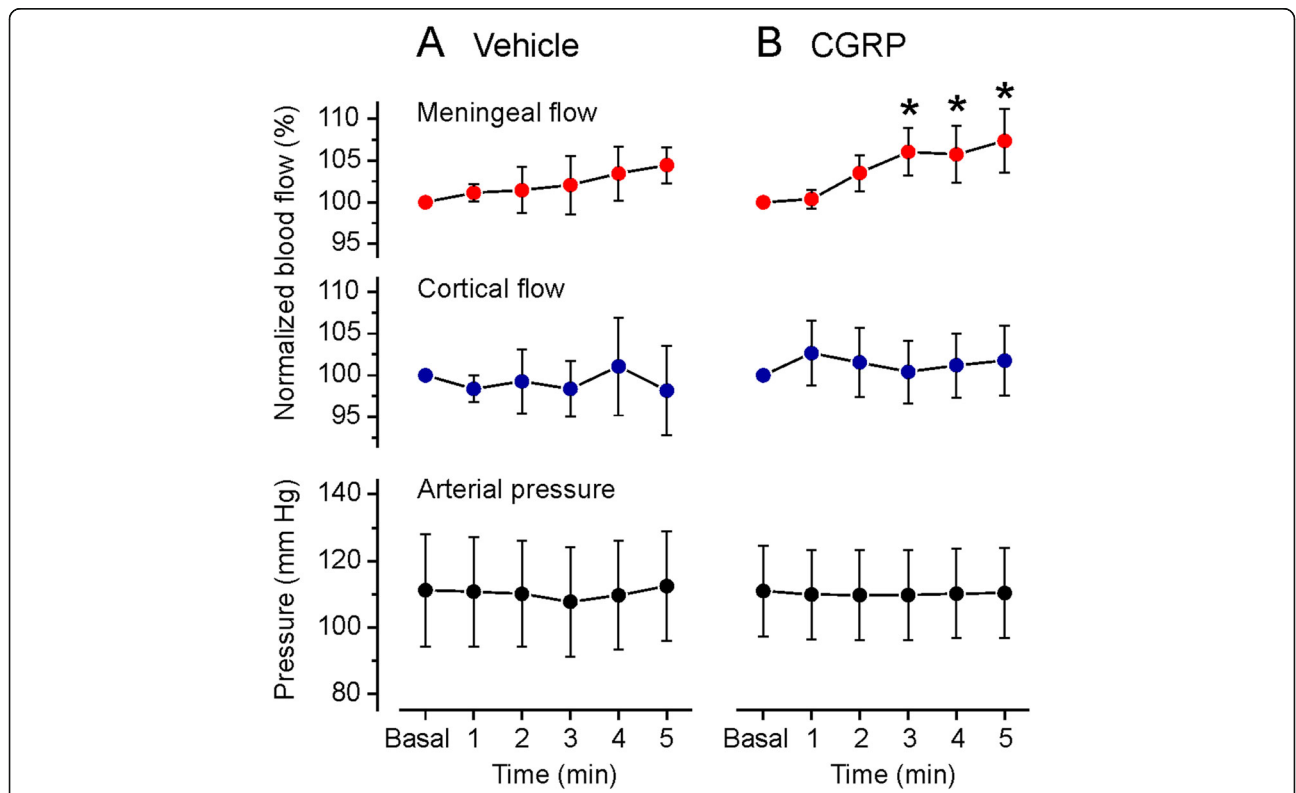 A Vehicle
B CGRP
Normalized blood flow (%)
Meningeal flow
110
105
100
95
* * *
Cortical flow
110
105
100
95
Pressure (mm Hg)
Arterial pressure
140
120
100
80
Basal 1 2 3 4 5
Time (min)
Basal 1 2 3 4 5
Time (min)